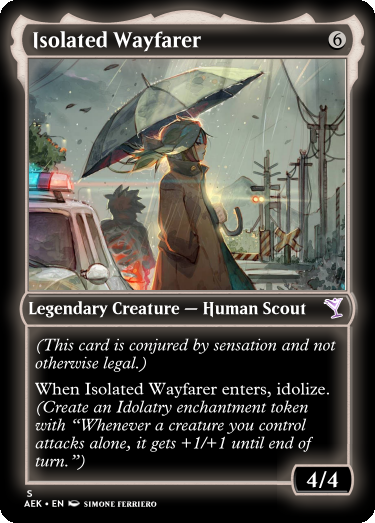 Isolated Wayfarer 6
Legendary Creature — Human Scout
(This card is conjured by sensation and not
otherwise legal.)
When Isolated Wayfarer enters, idolize.
(Create an Idolatry enchantment token
with “Whenever a creature you control
attacks alone, it gets +1/+1 until end of
turn.”)
4/4
S
AEK • EN SIMONE FERRIERO